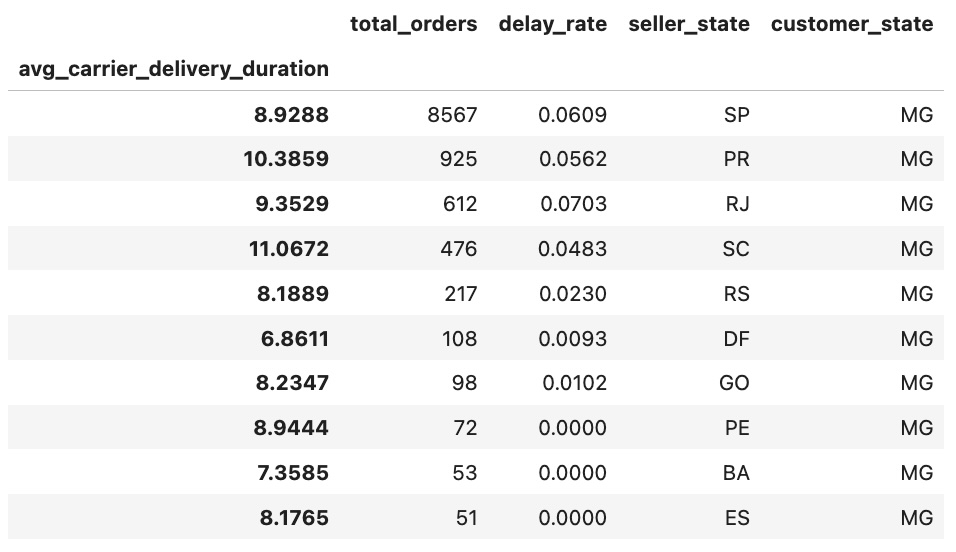 total_orders delay_rate seller_state customer_state
avg_carrier_delivery_duration
8.9288 8567 0.0609 SP MG
10.3859 925 0.0562 PR MG
9.3529 612 0.0703 RJ MG
11.0672 476 0.0483 SC MG
8.1889 217 0.0230 RS MG
6.8611 108 0.0093 DF MG
8.2347 98 0.0102 GO MG
8.9444 72 0.0000 PE MG
7.3585 53 0.0000 BA MG
8.1765 51 0.0000 ES MG